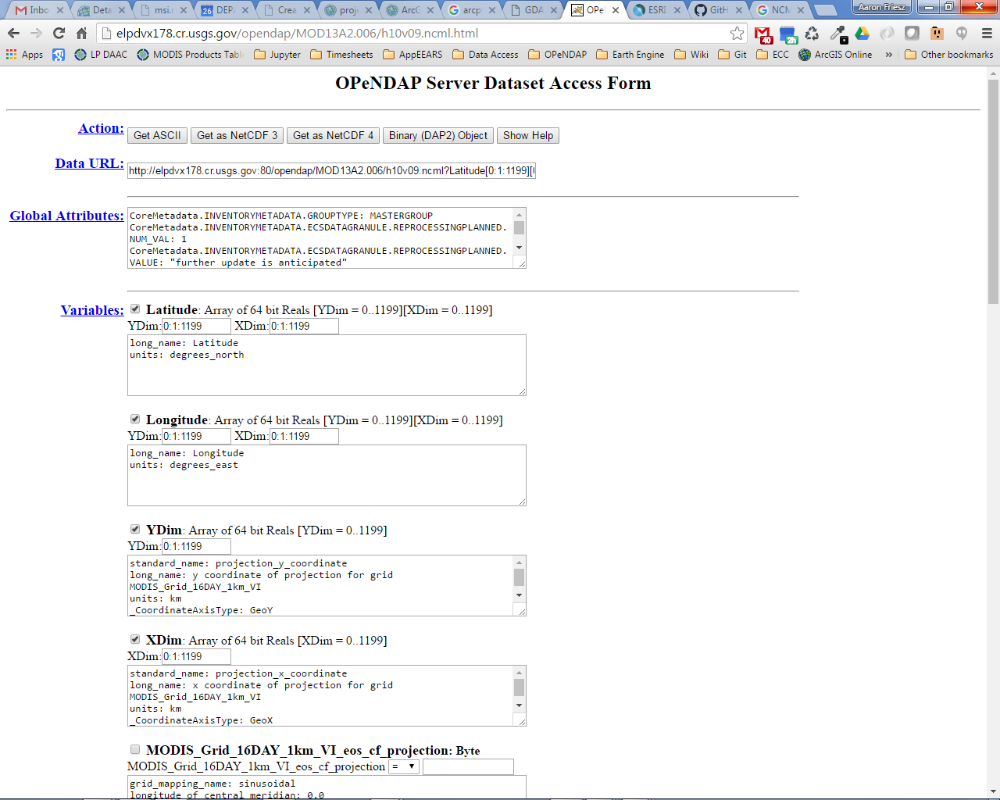 Inbo
Deta
msi.
26 DEP
Crea
proj
ArcG
arcp
GDA
OPel
ESRI
GitH
NCM
Aaron Friesz
elpdvx178.cr.usgs.gov/opendap/MOD13A2.006/h10v09.ncml.html
40
2h
Apps
LP DAAC
MODIS Products Tabl
Jupyter
Timesheets
AppEEARS
Data Access
OPeNDAP
Earth Engine
Wiki
Git
ECC
ArcGIS Online
»
Other bookmarks
OPeNDAP Server Dataset Access Form
Action: Get ASCII Get as NetCDF 3 Get as NetCDF 4 Binary (DAP2) Object Show Help
Data URL: http://elpdvx178.cr.usgs.gov:80/opendap/MOD13A2.006/h10v09.ncml?Latitude[0:1:1199][
Global Attributes: CoreMetadata.INVENTORYMETADATA.GROUPTYPE: MASTERGROUP
CoreMetadata.INVENTORYMETADATA.ECSDATAGRANULE.REPROCESSINGPLANNED.
NUM_VAL: 1
CoreMetadata.INVENTORYMETADATA.ECSDATAGRANULE.REPROCESSINGPLANNED.
VALUE: "further update is anticipated"
Variables: Latitude: Array of 64 bit Reals [YDim = 0..1199][XDim = 0..1199]
YDim: 0:1:1199 XDim: 0:1:1199
long_name: Latitude
units: degrees_north
Longitude: Array of 64 bit Reals [YDim = 0..1199][XDim = 0..1199]
YDim: 0:1:1199 XDim: 0:1:1199
long_name: Longitude
units: degrees_east
YDim: Array of 64 bit Reals [YDim = 0..1199]
YDim: 0:1:1199
standard_name: projection_y_coordinate
long_name: y coordinate of projection for grid
MODIS_Grid_16DAY_1km_VI
units: km
_CoordinateAxisType: GeoY
XDim: Array of 64 bit Reals [XDim = 0..1199]
XDim: 0:1:1199
standard_name: projection_x_coordinate
long_name: x coordinate of projection for grid
MODIS_Grid_16DAY_1km_VI
units: km
_CoordinateAxisType: GeoX
MODIS_Grid_16DAY_1km_VI_eos_cf_projection: Byte
MODIS_Grid_16DAY_1km_VI_eos_cf_projection =
grid_mapping_name: sinusoidal
longitude_of_central_meridian: 0.0